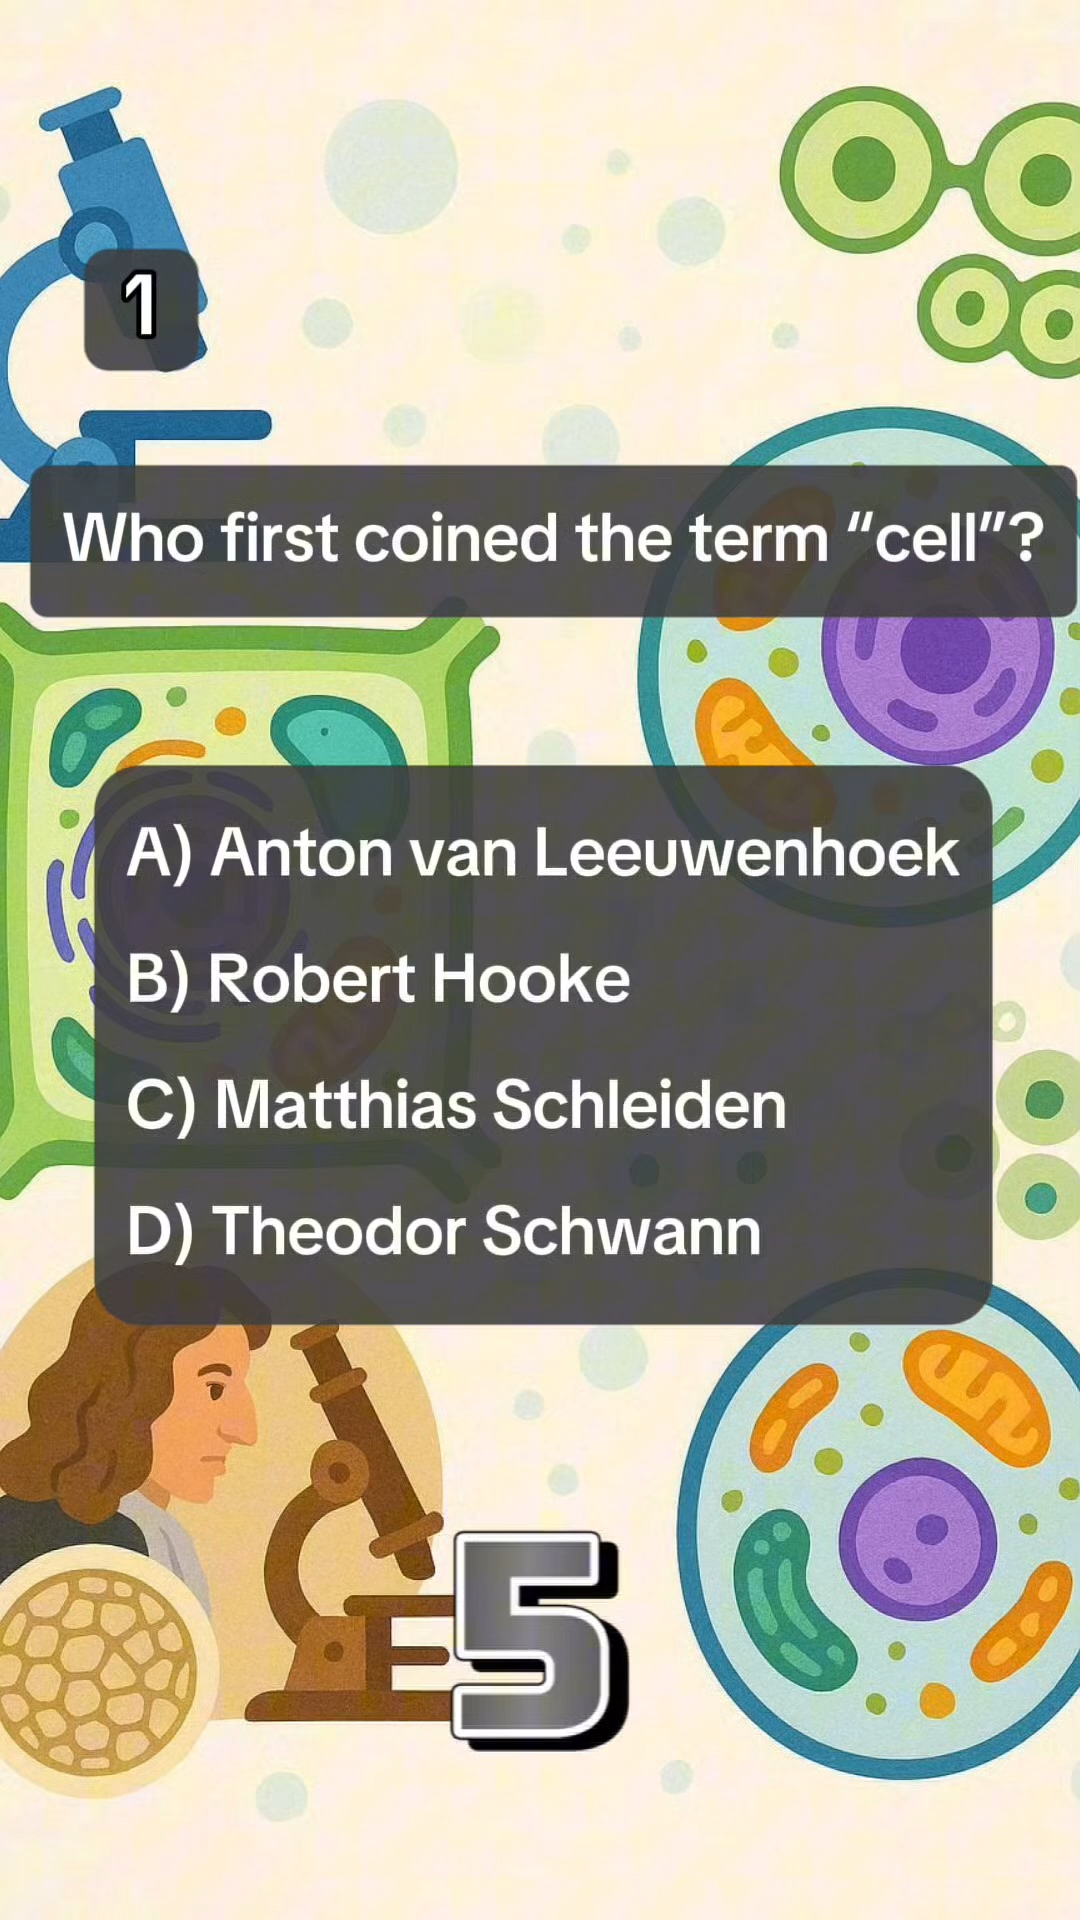 1
Who first coined the term “cell”?
A) Anton van Leeuwenhoek
B) Robert Hooke
C) Matthias Schleiden
D) Theodor Schwann
5